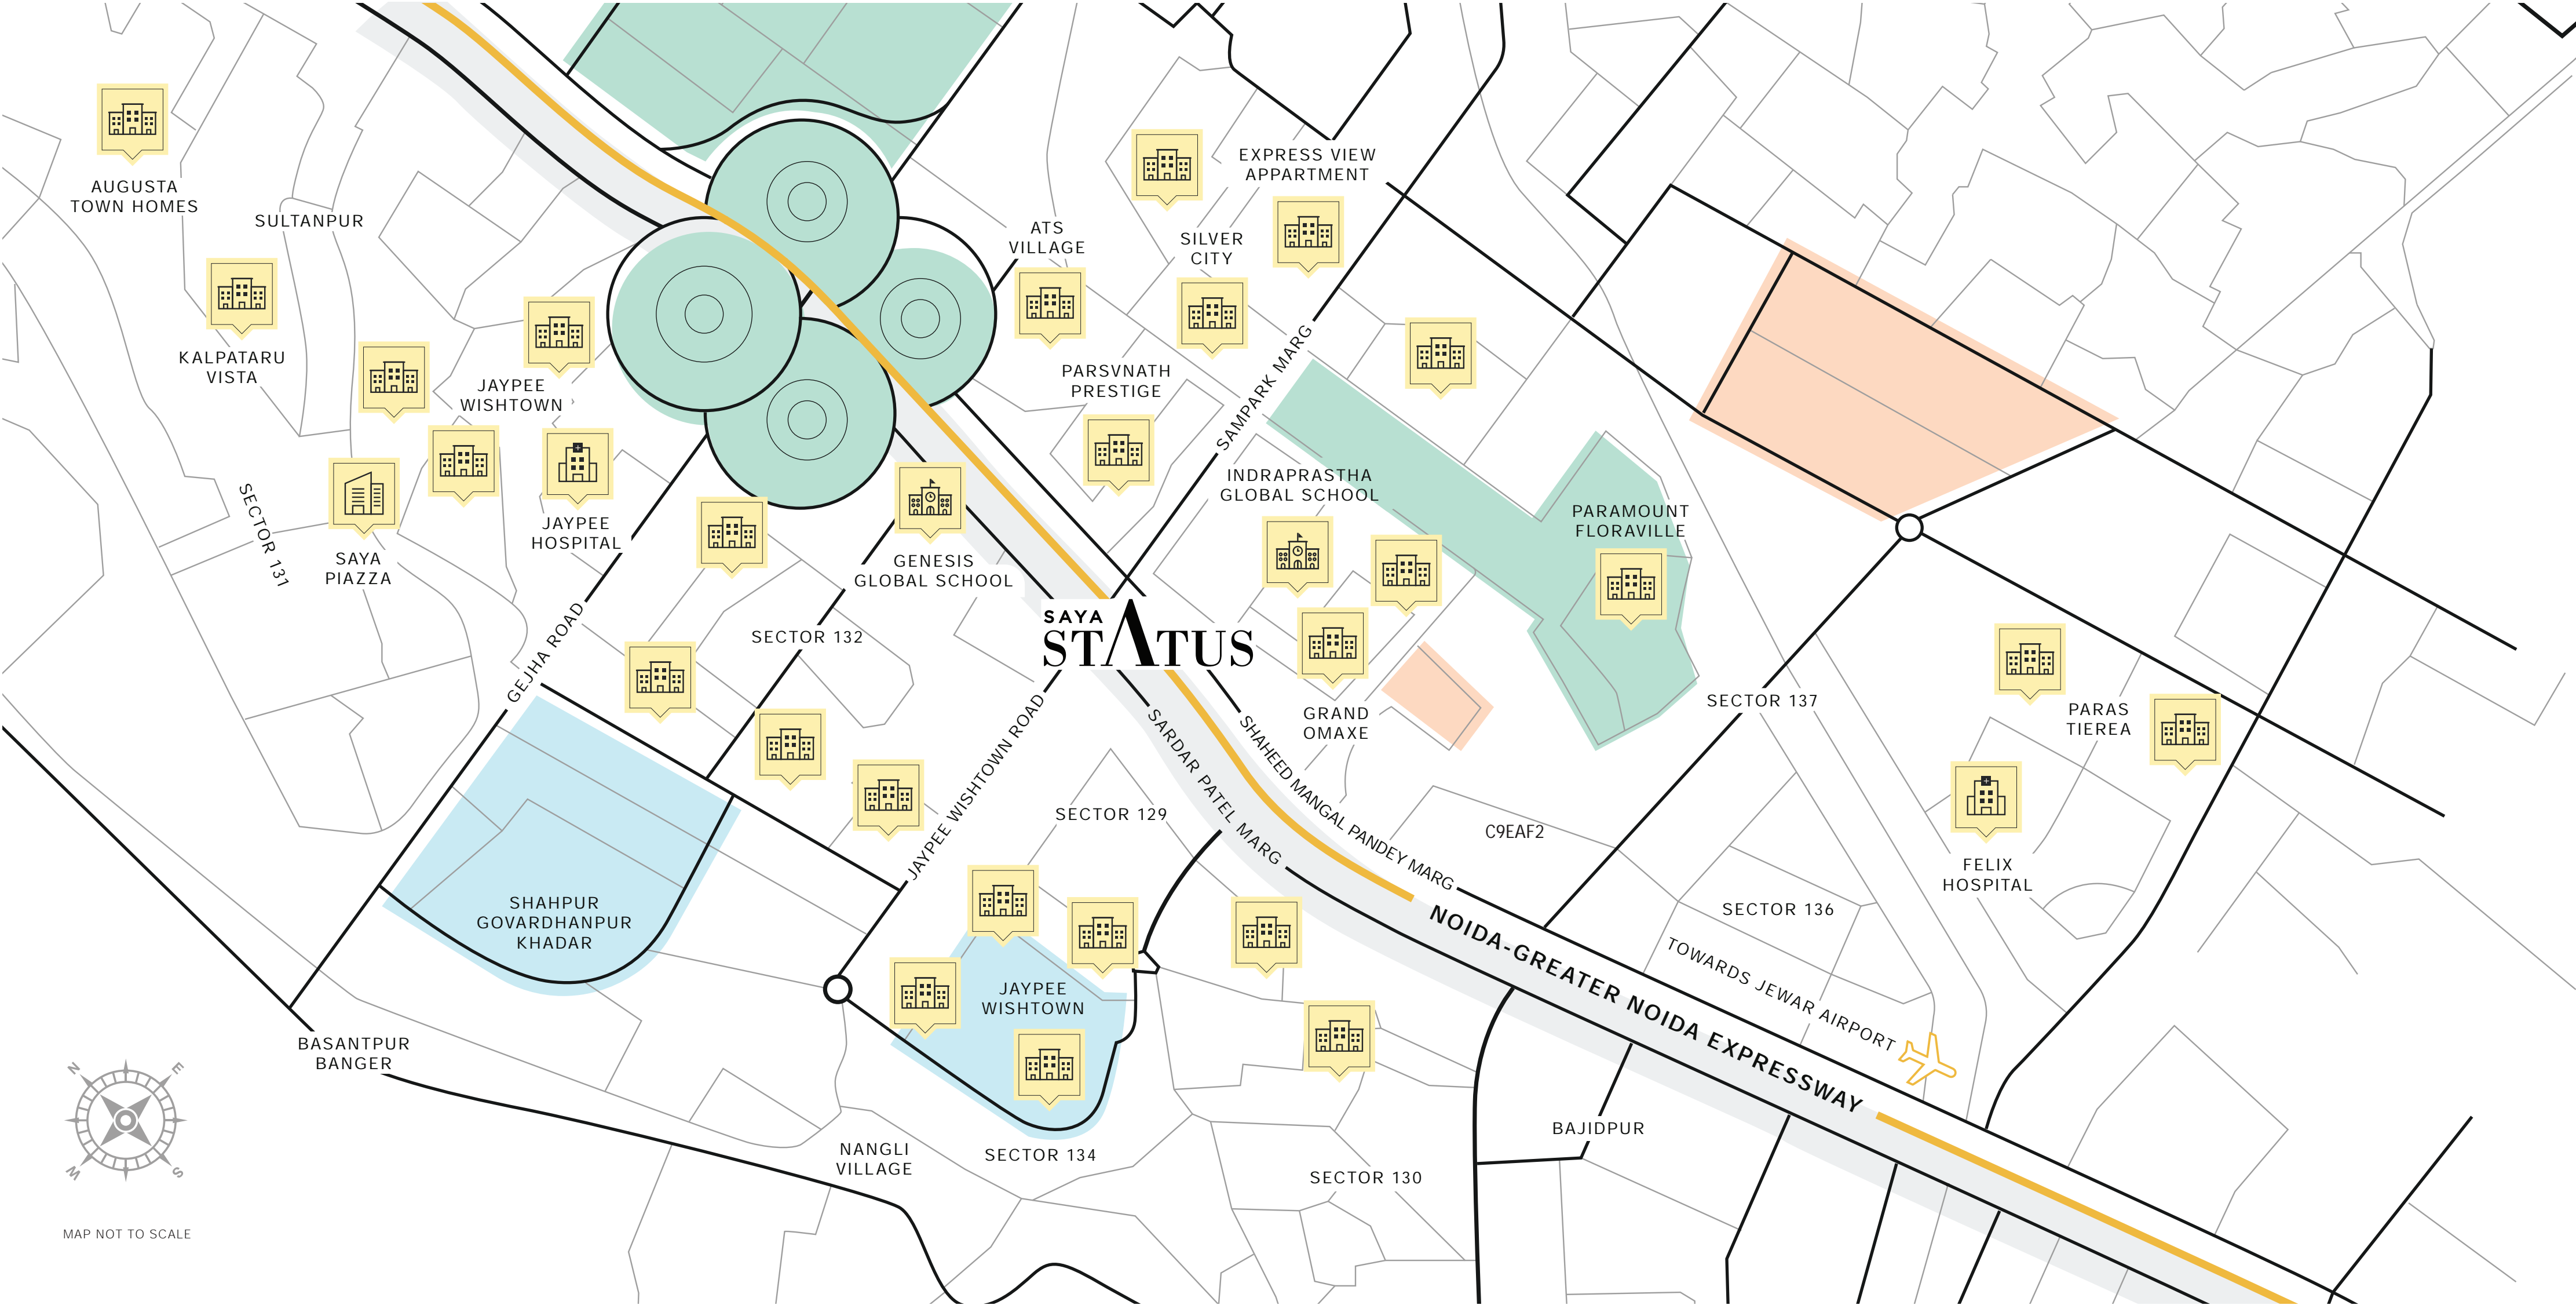 AUGUSTA
TOWN HOMES
SULTANPUR
KALPATARU
VISTA
JAYPEE
WISHTOWN
SECTOR 131
SAYA
PIAZZA
JAYPEE
HOSPITAL
GEJHA ROAD
GENESIS
GLOBAL SCHOOL
SECTOR 132
ATS
VILLAGE
PARSVNATH
PRESTIGE
EXPRESS VIEW
APPARTMENT
SILVER
CITY
SAMPARK MARG
INDRAPRASTHA
GLOBAL SCHOOL
PARAMOUNT
FLORAVILLE
SAYA
STATUS
GRAND
OMAXE
SECTOR 137
PARAS
TIEREA
FELIX
HOSPITAL
C9EAF2
SECTOR 136
JAYPEE WISHTOWN ROAD
SARDAR PATEL MARG
SHAHEED MANGAL PANDEY MARG
SECTOR 129
NOIDA-GREATER NOIDA EXPRESSWAY
TOWARDS JEWAR AIRPORT
SHAHPUR
GOVARDHANPUR
KHADAR
JAYPEE
WISHTOWN
BASANTPUR
BANGER
NANGLI
VILLAGE
SECTOR 134
SECTOR 130
BAJIDPUR
N
E
W
S
MAP NOT TO SCALE